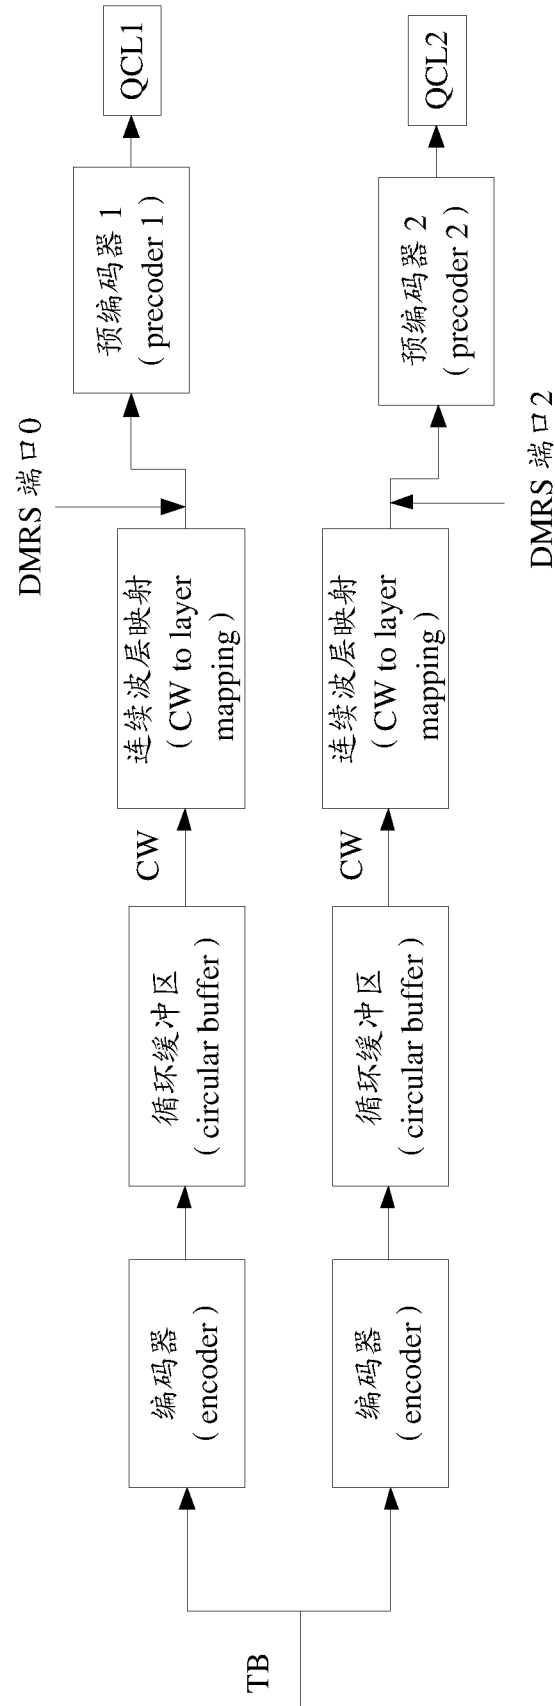 TB
编码器
（encoder）
循环缓冲区
（circular buffer）
CW
连续波层映射
（CW to layer
mapping）
DMRS 端口0
预编码器 1
（precoder 1）
QCL1
编码器
（encoder）
循环缓冲区
（circular buffer）
CW
连续波层映射
（CW to layer
mapping）
DMRS 端口2
预编码器 2
（precoder 2）
QCL2